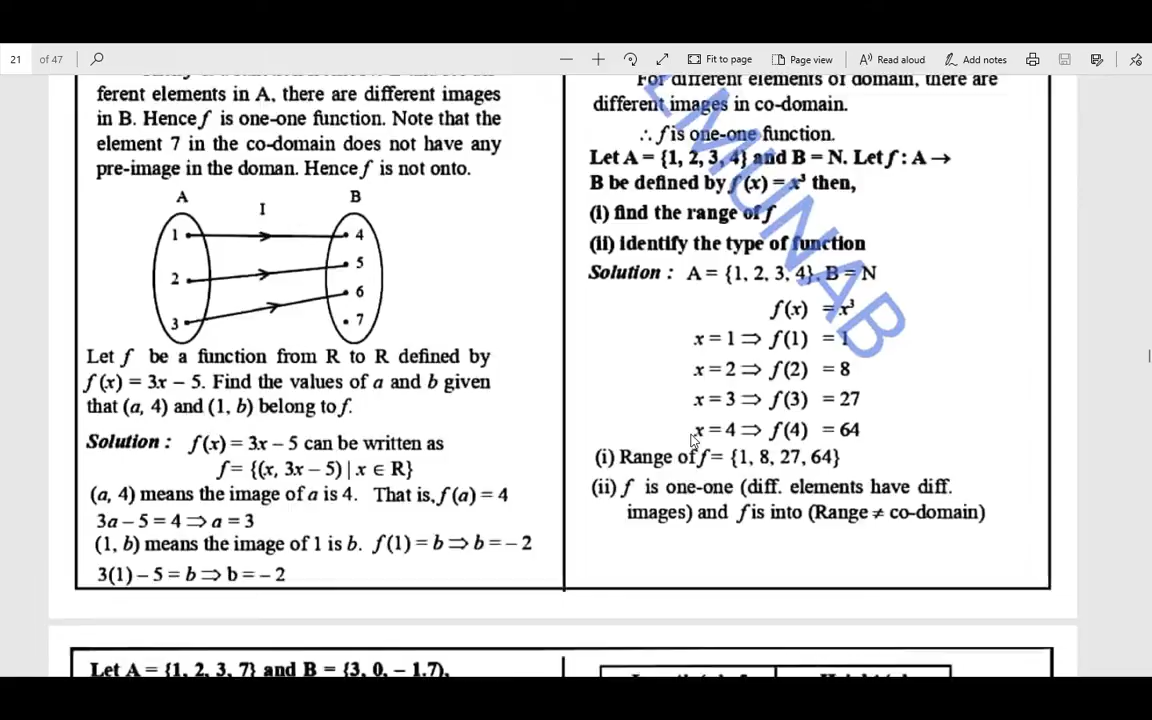 21 of 47
Fit to page
Page view
Read aloud
Add notes
ferent elements in A, there are different images
in B. Hence f is one-one function. Note that the
element 7 in the co-domain does not have any
pre-image in the doman. Hence f is not onto.
A I B
1 4
2 5
3 6
7
Let f be a function from R to R defined by
f (x) = 3x – 5. Find the values of a and b given
that (a, 4) and (1, b) belong to f.
Solution : f(x) = 3x – 5 can be written as
f = {(x, 3x – 5) | x ∈ R}
(a, 4) means the image of a is 4. That is, f (a) = 4
3a – 5 = 4 ⇒ a = 3
(1, b) means the image of 1 is b. f (1) = b ⇒ b = – 2
3(1) – 5 = b ⇒ b = – 2
For different elements of domain, there are
different images in co-domain.
∴ f is one-one function.
Let A = {1, 2, 3, 4} and B = N. Let f : A →
B be defined by f (x) = x³ then,
(i) find the range of f
(ii) identify the type of function
Solution : A = {1, 2, 3, 4}, B = N
f(x) = x³
x = 1 ⇒ f(1) = 1
x = 2 ⇒ f(2) = 8
x = 3 ⇒ f(3) = 27
x = 4 ⇒ f(4) = 64
(i) Range of f = {1, 8, 27, 64}
(ii) f is one-one (diff. elements have diff.
images) and f is into (Range ≠ co-domain)
MUNAB
Let A = {1, 2, 3, 7} and B = {3, 0, – 1.7),